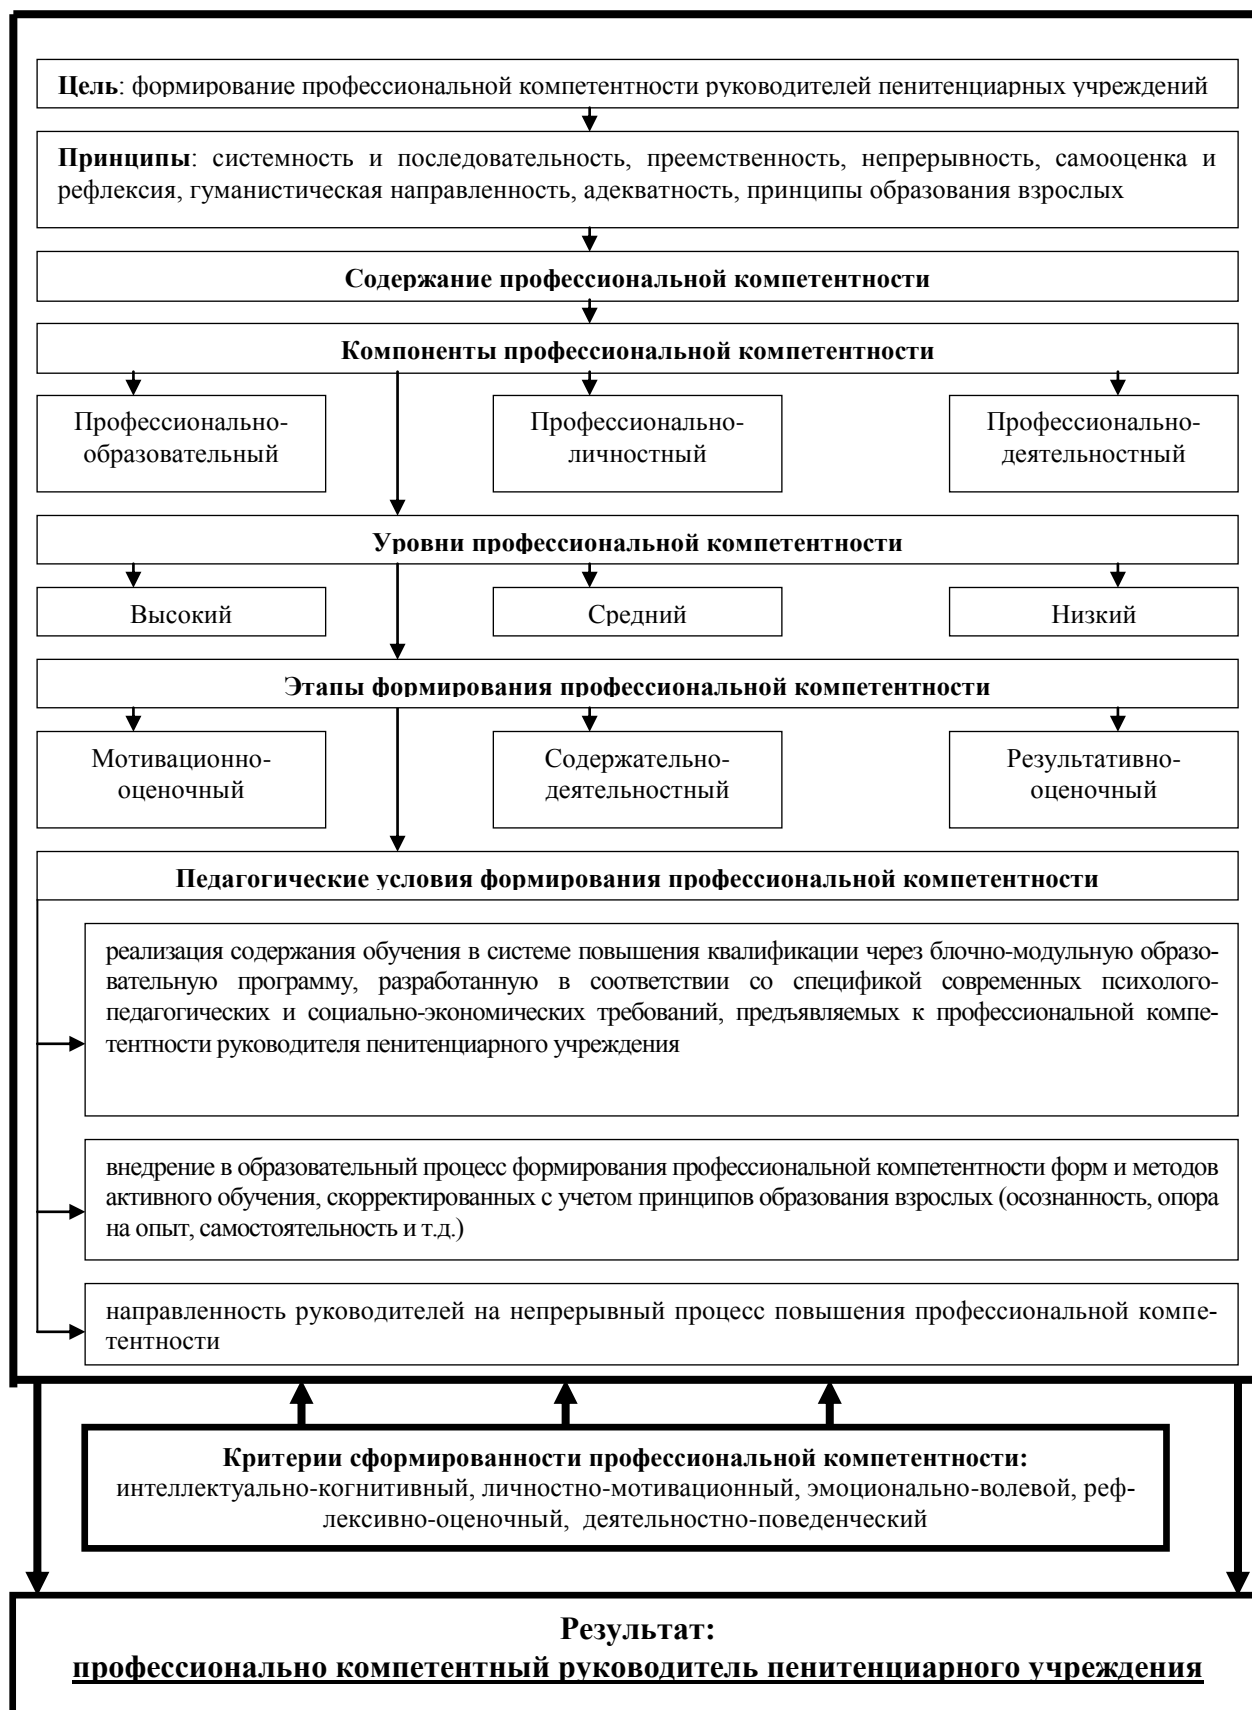 Цель: формирование профессиональной компетентности руководителей пенитенциарных учреждений
Принципы: системность и последовательность, преемственность, непрерывность, самооценка и
рефлексия, гуманистическая направленность, адекватность, принципы образования взрослых
Содержание профессиональной компетентности
Компоненты профессиональной компетентности
Профессионально-
образовательный
Профессионально-
личностный
Профессионально-
деятельностный
Уровни профессиональной компетентности
Высокий
Средний
Низкий
Этапы формирования профессиональной компетентности
Мотивационно-
оценочный
Содержательно-
деятельностный
Результативно-
оценочный
Педагогические условия формирования профессиональной компетентности
реализация содержания обучения в системе повышения квалификации через блочно-модульную образо-
вательную программу, разработанную в соответствии со спецификой современных психолого-
педагогических и социально-экономических требований, предъявляемых к профессиональной компе-
тентности руководителя пенитенциарного учреждения
внедрение в образовательный процесс формирования профессиональной компетентности форм и методов
активного обучения, скорректированных с учетом принципов образования взрослых (осознанность, опора
на опыт, самостоятельность и т.д.)
направленность руководителей на непрерывный процесс повышения профессиональной компе-
тентности
Критерии сформированности профессиональной компетентности:
интеллектуально-когнитивный, личностно-мотивационный, эмоционально-волевой, реф-
лексивно-оценочный, деятельностно-поведенческий
Результат:
профессионально компетентный руководитель пенитенциарного учреждения